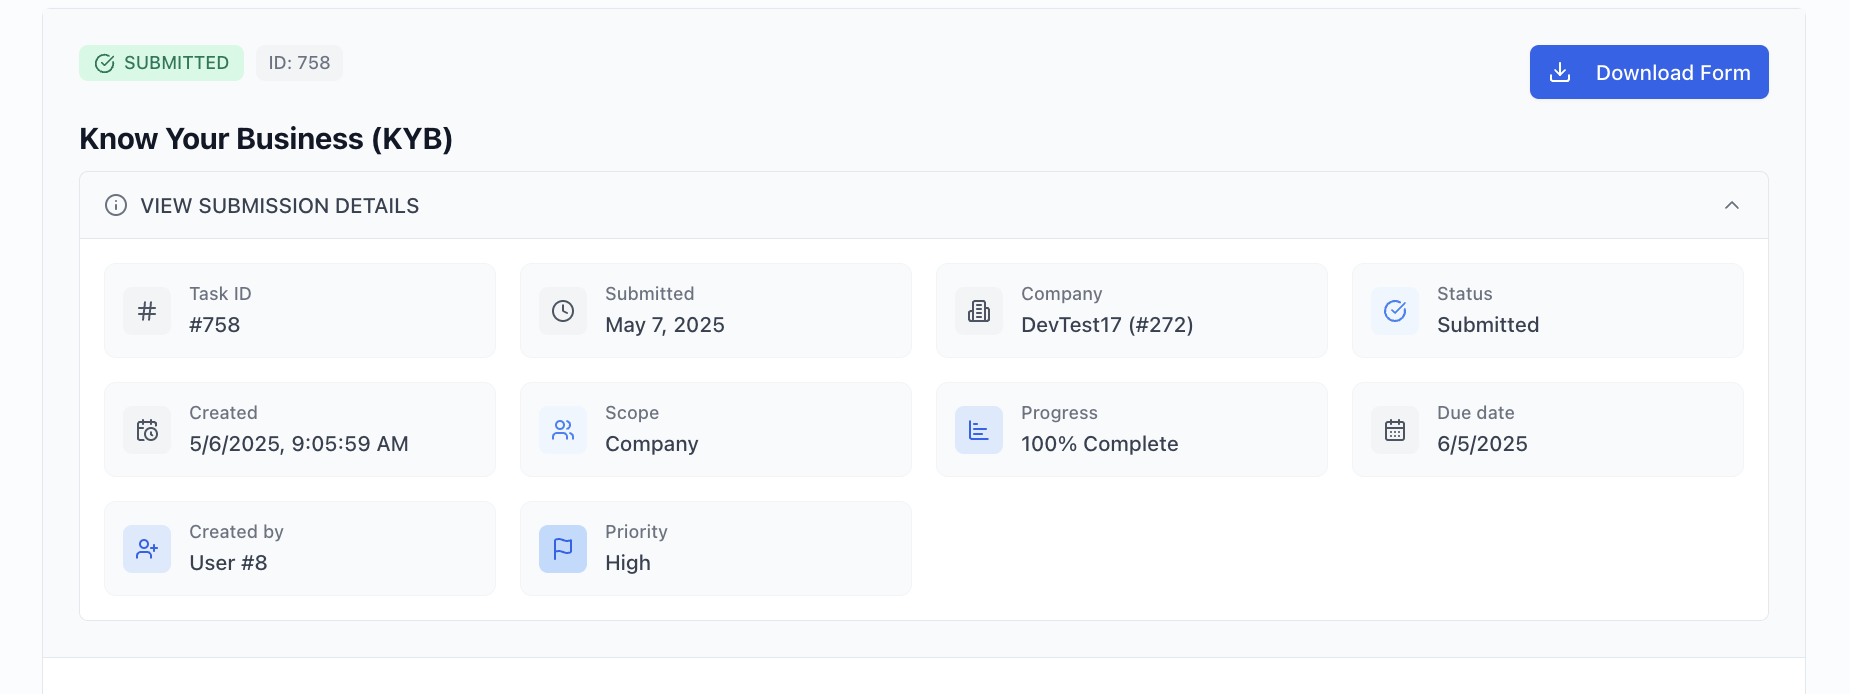 SUBMITTED
ID: 758
Download Form
Know Your Business (KYB)
VIEW SUBMISSION DETAILS
Task ID
#758
Submitted
May 7, 2025
Company
DevTest17 (#272)
Status
Submitted
Created
5/6/2025, 9:05:59 AM
Scope
Company
Progress
100% Complete
Due date
6/5/2025
Created by
User #8
Priority
High